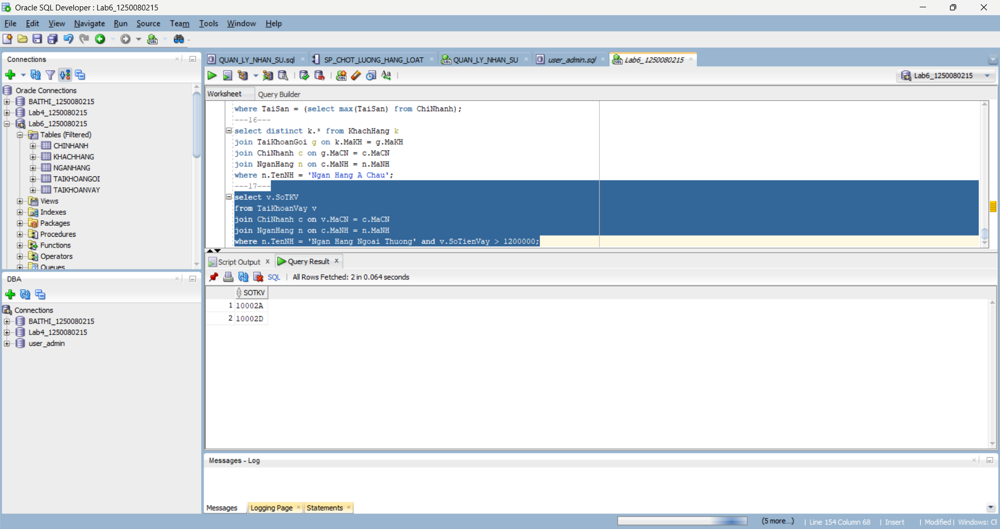 Oracle SQL Developer : Lab6_1250080215
File Edit View Navigate Run Source Team Tools Window Help
Connections
Oracle Connections
BAITHI_1250080215
Lab4_1250080215
Lab6_1250080215
Tables (Filtered)
CHINHANH
KHACHHANG
NGANHANG
TAIKHOANGOI
TAIKHOANVAY
Views
Indexes
Packages
Procedures
Functions
Operators
Queues
DBA
Connections
BAITHI_1250080215
Lab4_1250080215
user_admin
QUAN_LY_NHAN_SU.sql SP_CHOT_LUONG_HANG_LOAT QUAN_LY_NHAN_SU user_admin.sql Lab6_1250080215
Lab6_1250080215
Worksheet Query Builder
where TaiSan = (select max(TaiSan) from ChiNhanh);
---16---
select distinct k.* from KhachHang k
join TaiKhoanGoi g on k.MaKH = g.MaKH
join ChiNhanh c on g.MaCN = c.MaCN
join NganHang n on c.MaNH = n.MaNH
where n.TenNH = 'Ngan Hang A Chau';
---17---
select v.SoTKV
from TaiKhoanVay v
join ChiNhanh c on v.MaCN = c.MaCN
join NganHang n on c.MaNH = n.MaNH
where n.TenNH = 'Ngan Hang Ngoai Thuong' and v.SoTienVay > 1200000;
Script Output Query Result
SQL All Rows Fetched: 2 in 0.064 seconds
SOTKV
1 10002A
2 10002D
Messages - Log
Messages Logging Page Statements
(5 more...) | Line 154 Column 68 | Insert | Modified | Windows: C